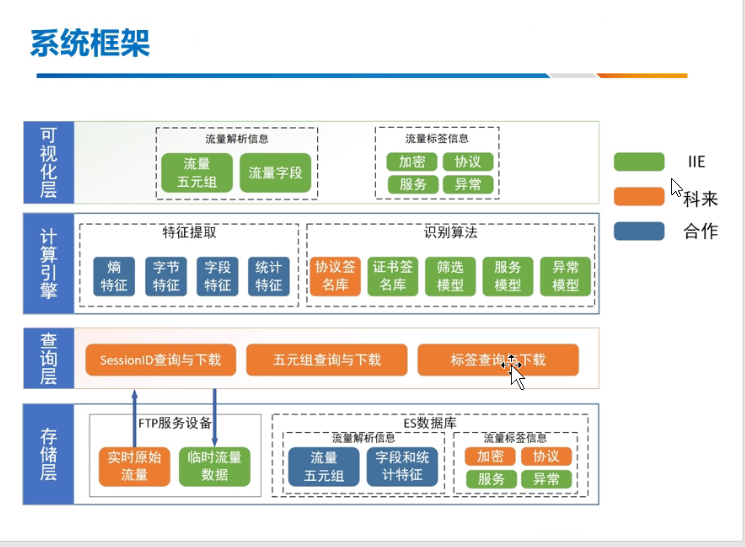 系统框架
可视化层
流量解析信息
流量
五元组
流量字段
流量标签信息
加密
协议
服务
异常
IIE
科来
合作
计算引擎
特征提取
熵
特征
字节
特征
字段
特征
统计
特征
识别算法
协议签
名库
证书签
名库
筛选
模型
服务
模型
异常
模型
查询层
SessionID查询与下载
五元组查询与下载
标签查询与下载
存储层
FTP服务设备
实时原始
流量
临时流量
数据
ES数据库
流量解析信息
流量
五元组
字段和统
计特征
流量标签信息
加密
协议
服务
异常